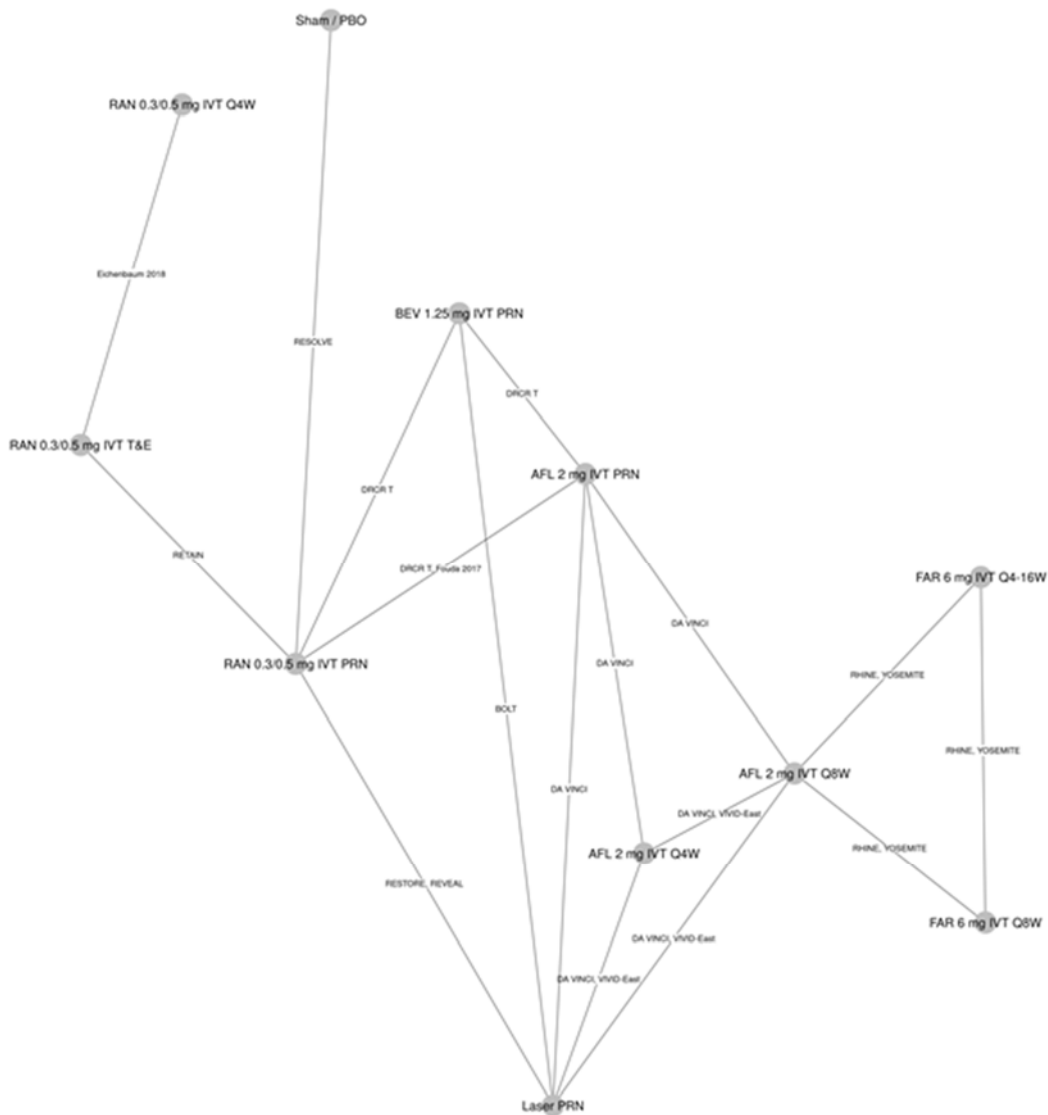 Sham / PBO
RAN 0.3/0.5 mg IVT Q4W
Eichenbaum 2018
BEV 1.25 mg IVT PRN
RESOLVE
DRCR T
RAN 0.3/0.5 mg IVT T&E
AFL 2 mg IVT PRN
DRCR T
RETAIN
DRCR T, Fouda 2017
FAR 6 mg IVT Q4-16W
DA VINCI
RAN 0.3/0.5 mg IVT PRN
DA VINCI
RHINE, YOSEMITE
BOLT
RHINE, YOSEMITE
AFL 2 mg IVT Q8W
DA VINCI
DA VINCI, VIVID-East
RHINE, YOSEMITE
AFL 2 mg IVT Q4W
RESTORE, REVEAL
FAR 6 mg IVT Q8W
DA VINCI, VIVID-East
DA VINCI, VIVID-East
Laser PRN